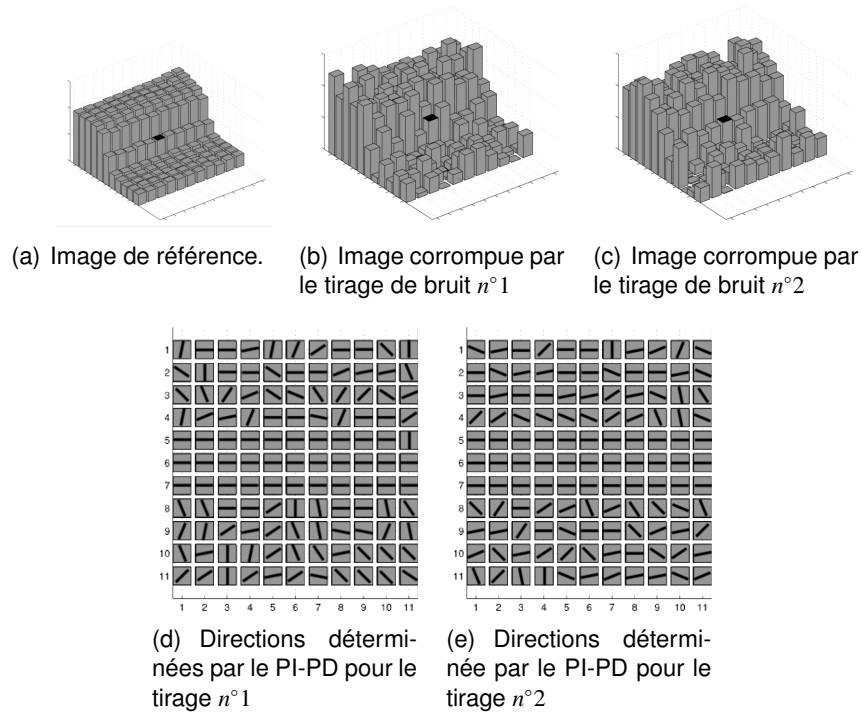 (a) Image de référence.
(b) Image corrompue par
le tirage de bruit n°1
(c) Image corrompue par
le tirage de bruit n°2
1
2
3
4
5
6
7
8
9
10
11
1 2 3 4 5 6 7 8 9 10 11
1
2
3
4
5
6
7
8
9
10
11
1 2 3 4 5 6 7 8 9 10 11
(d) Directions détermi-
nées par le PI-PD pour le
tirage n°1
(e) Directions détermi-
née par le PI-PD pour le
tirage n°2